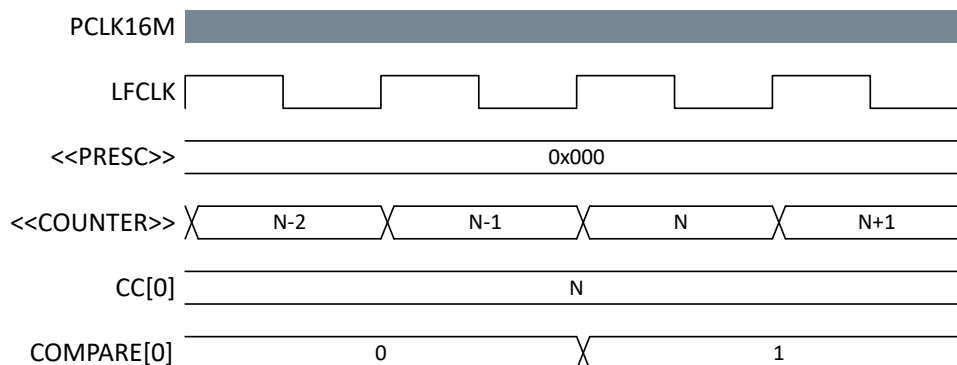 PCLK16M
LFCLK
<<PRESC>> 0x000
<<COUNTER>> N-2 N-1 N N+1
CC[0] N
COMPARE[0] 0 1